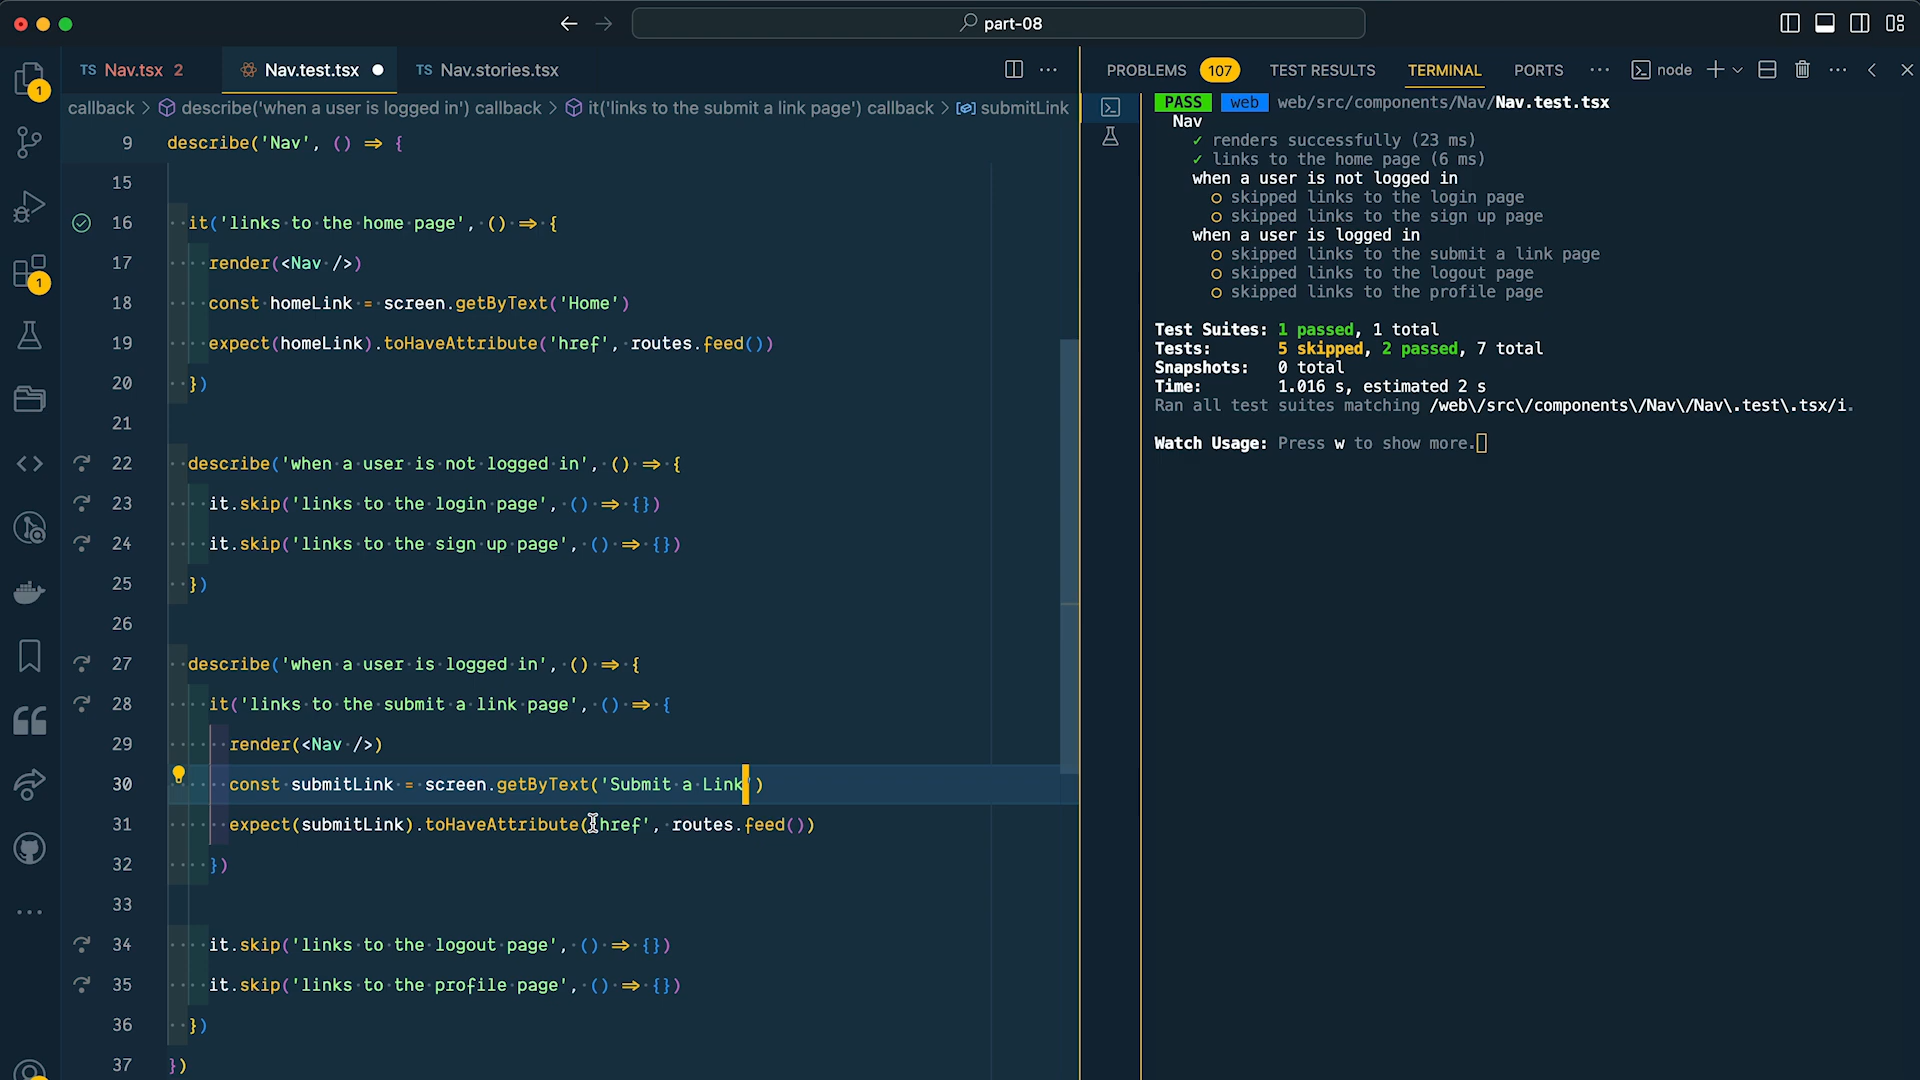 part-08
TS Nav.tsx 2
Nav.test.tsx
TS Nav.stories.tsx
callback > describe('when a user is logged in') callback > it('links to the submit a link page') callback > submitLink
9 describe('Nav', () => {
15
16 it('links to the home page', () => {
17 render(<Nav />)
18 const homeLink = screen.getByText('Home')
19 expect(homeLink).toHaveAttribute('href', routes.feed())
20 })
21
22 describe('when a user is not logged in', () => {
23 it.skip('links to the login page', () => {})
24 it.skip('links to the sign up page', () => {})
25 })
26
27 describe('when a user is logged in', () => {
28 it('links to the submit a link page', () => {
29 render(<Nav />)
30 const submitLink = screen.getByText('Submit a Link')
31 expect(submitLink).toHaveAttribute('href', routes.feed())
32 })
33
34 it.skip('links to the logout page', () => {})
35 it.skip('links to the profile page', () => {})
36 })
37 })
1
1
PROBLEMS 107 TEST RESULTS TERMINAL PORTS ... node
PASS web web/src/components/Nav/Nav.test.tsx
Nav
✓ renders successfully (23 ms)
✓ links to the home page (6 ms)
when a user is not logged in
○ skipped links to the login page
○ skipped links to the sign up page
when a user is logged in
○ skipped links to the submit a link page
○ skipped links to the logout page
○ skipped links to the profile page
Test Suites: 1 passed, 1 total
Tests: 5 skipped, 2 passed, 7 total
Snapshots: 0 total
Time: 1.016 s, estimated 2 s
Ran all test suites matching /web\/src\/components\/Nav\/Nav\.test\.tsx/i.
Watch Usage: Press w to show more.